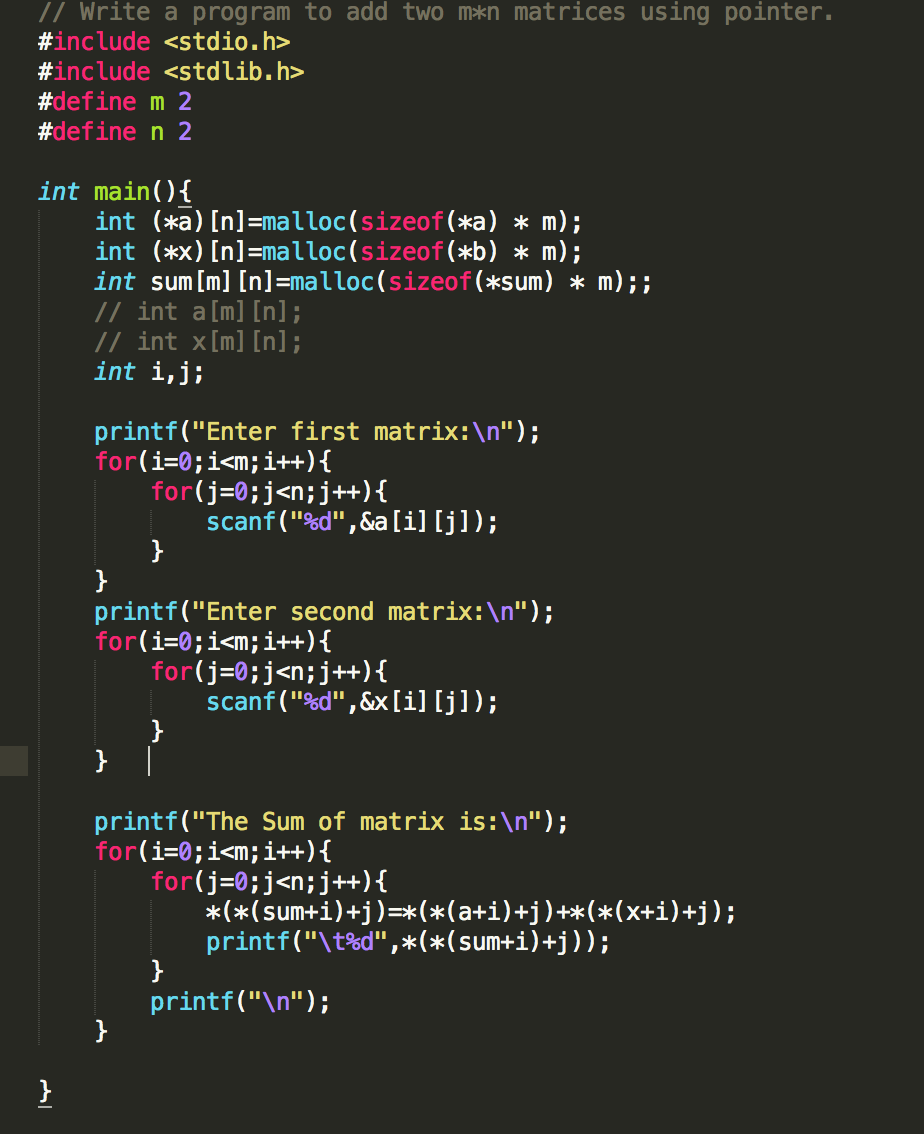 // Write a program to add two m*n matrices using pointer.
#include <stdio.h>
#include <stdlib.h>
#define m 2
#define n 2
int main(){
int (*a)[n]=malloc(sizeof(*a) * m);
int (*x)[n]=malloc(sizeof(*b) * m);
int sum[m][n]=malloc(sizeof(*sum) * m);;
// int a[m][n];
// int x[m][n];
int i,j;
printf("Enter first matrix:\n");
for(i=0;i<m;i++){
for(j=0;j<n;j++){
scanf("%d",&a[i][j]);
}
}
printf("Enter second matrix:\n");
for(i=0;i<m;i++){
for(j=0;j<n;j++){
scanf("%d",&x[i][j]);
}
}
printf("The Sum of matrix is:\n");
for(i=0;i<m;i++){
for(j=0;j<n;j++){
*(*(sum+i)+j)=*(*(a+i)+j)+*(*(x+i)+j);
printf("\t%d",*(*(sum+i)+j));
}
printf("\n");
}
}